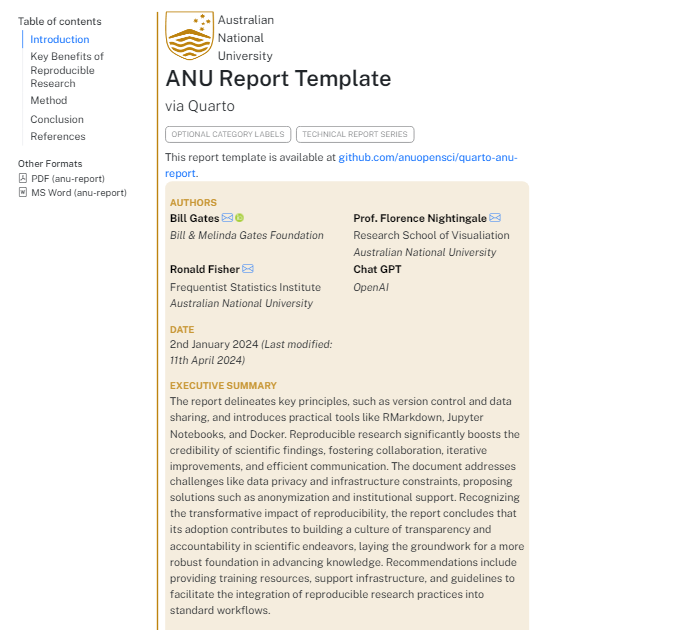 Table of contents
Introduction
Key Benefits of
Reproducible
Research
Method
Conclusion
References
Other Formats
PDF (anu-report)
MS Word (anu-report)
Australian
National
University
ANU Report Template
via Quarto
OPTIONAL CATEGORY LABELS
TECHNICAL REPORT SERIES
This report template is available at github.com/anuopensci/quarto-anu-
report.
AUTHORS
Bill Gates
Bill & Melinda Gates Foundation
Prof. Florence Nightingale
Research School of Visualiation
Australian National University
Ronald Fisher
Frequentist Statistics Institute
Australian National University
Chat GPT
OpenAI
DATE
2nd January 2024 (Last modified:
11th April 2024)
EXECUTIVE SUMMARY
The report delineates key principles, such as version control and data
sharing, and introduces practical tools like RMarkdown, Jupyter
Notebooks, and Docker. Reproducible research significantly boosts the
credibility of scientific findings, fostering collaboration, iterative
improvements, and efficient communication. The document addresses
challenges like data privacy and infrastructure constraints, proposing
solutions such as anonymization and institutional support. Recognizing
the transformative impact of reproducibility, the report concludes that
its adoption contributes to building a culture of transparency and
accountability in scientific endeavors, laying the groundwork for a more
robust foundation in advancing knowledge. Recommendations include
providing training resources, support infrastructure, and guidelines to
facilitate the integration of reproducible research practices into
standard workflows.